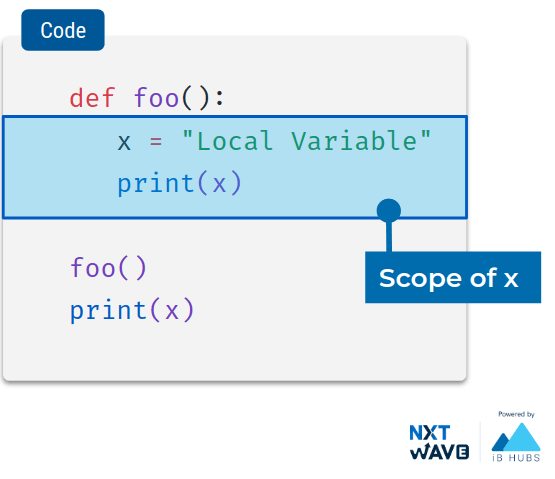 Code
def foo():
    x = "Local Variable"
    print(x)
Scope of x
foo()
print(x)
Powered by
NXT
WAVE
iB HUBS